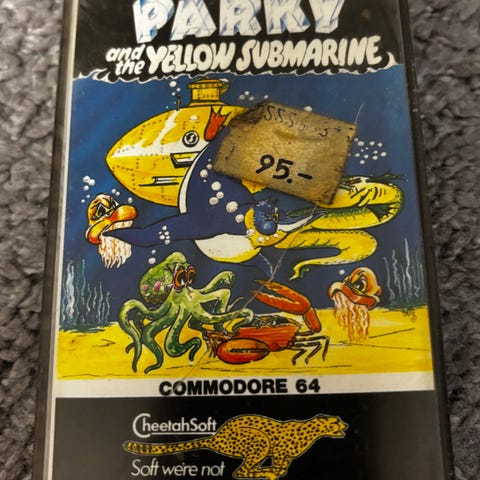 PARKY
and the YELLOW SUBMARINE
95.-
COMMODORE 64
CheetahSoft
Soft we're not